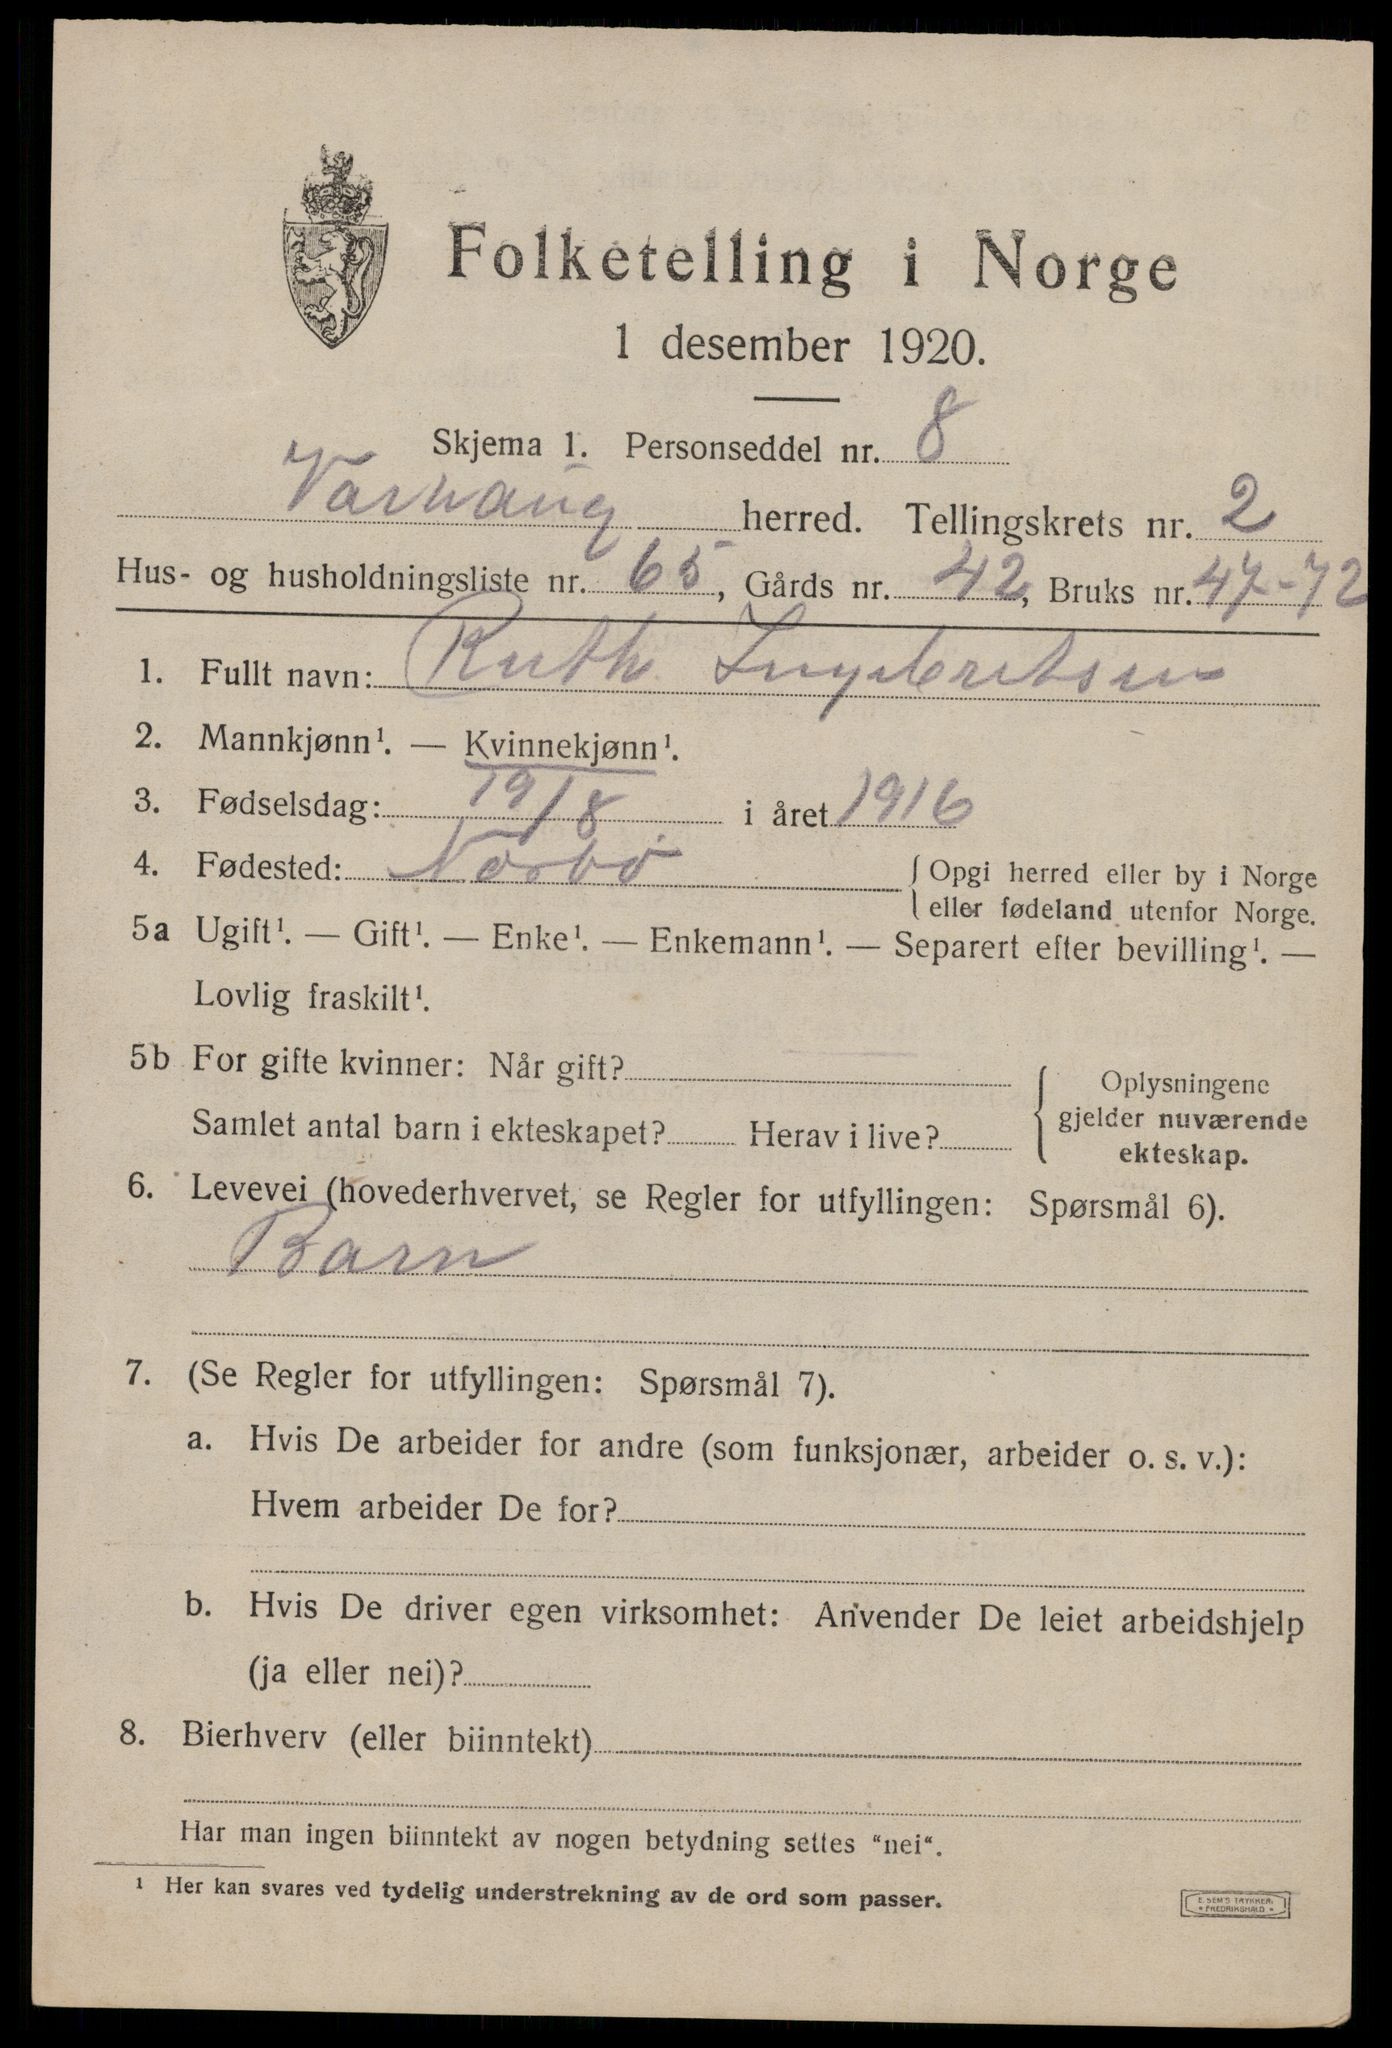 Folketelling i Norge
1 desember 1920.
Skjema 1. Personseddel nr. 8
Varhaug herred. Tellingskrets nr. 2
Hus- og husholdningsliste nr. 65, Gårds nr. 42, Bruks nr. 47-72
1. Fullt navn: Ruth Ingebretsen
2. Mannkjønn¹. — Kvinnekjønn¹.
3. Fødselsdag: 19/8 i året 1916
4. Fødested: Nærbø { Opgi herred eller by i Norge
eller fødeland utenfor Norge.
5a Ugift¹. — Gift¹. — Enke¹. — Enkemann¹. — Separert efter bevilling¹. —
Lovlig fraskilt¹.
5b For gifte kvinner: Når gift? { Oplysningene
Samlet antal barn i ekteskapet? Herav i live? gjelder nuværende
ekteskap.
6. Levevei (hovederhvervet, se Regler for utfyllingen: Spørsmål 6).
Barn
7. (Se Regler for utfyllingen: Spørsmål 7).
a. Hvis De arbeider for andre (som funksjonær, arbeider o. s. v.):
Hvem arbeider De for?
b. Hvis De driver egen virksomhet: Anvender De leiet arbeidshjelp
(ja eller nei)?
8. Bierhverv (eller biinntekt)
Har man ingen biinntekt av nogen betydning settes "nei".
¹ Her kan svares ved tydelig understrekning av de ord som passer.
E. SEM'S TRYKKERI
FREDRIKSHALD